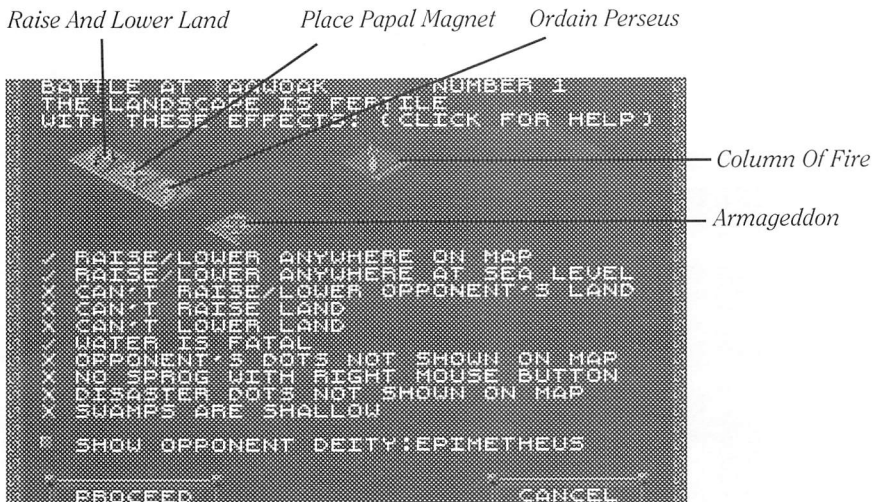 Raise And Lower Land
Place Papal Magnet
Ordain Perseus
BATTLE AT NUMBER 1
THE LANDSCAPE IS FERTILE
WITH THESE EFFECTS: (CLICK FOR HELP)
Column Of Fire
Armageddon
RAISE/LOWER ANYWHERE ON MAP
RAISE/LOWER ANYWHERE AT SEA LEVEL
X CAN'T RAISE/LOWER OPPONENT'S LAND
X CAN'T RAISE LAND
X CAN'T LOWER LAND
WATER IS FATAL
X OPPONENT'S DOTS NOT SHOWN ON MAP
X NO SPROG WITH RIGHT MOUSE BUTTON
X DISASTER DOTS NOT SHOWN ON MAP
X SWAMPS ARE SHALLOW
SHOW OPPONENT DEITY:EPIMETHEUS
PROCEED
CANCEL